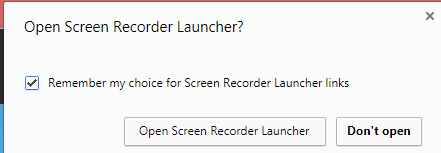 Open Screen Recorder Launcher?
Remember my choice for Screen Recorder Launcher links
Open Screen Recorder Launcher Don't open